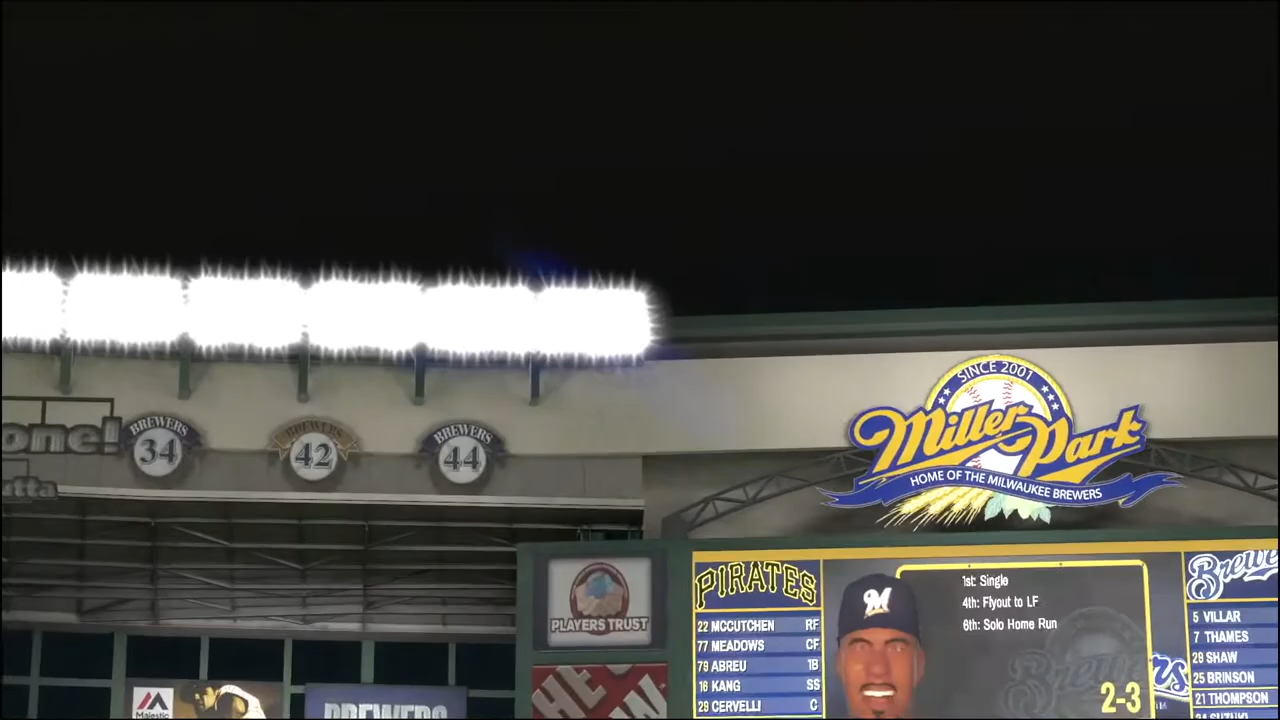 SINCE 2001
Miller Park
HOME OF THE MILWAUKEE BREWERS
one!
BREWERS
34
BREWERS
42
BREWERS
44
PLAYERS TRUST
Majestic
BREWERS
PIRATES
22 MCCUTCHEN RF
77 MEADOWS CF
79 ABREU 1B
16 KANG SS
29 CERVELLI C
M
1st: Single
4th: Flyout to LF
6th: Solo Home Run
2-3
5 VILLAR
7 THAMES
28 SHAW
25 BRINSON
21 THOMPSON